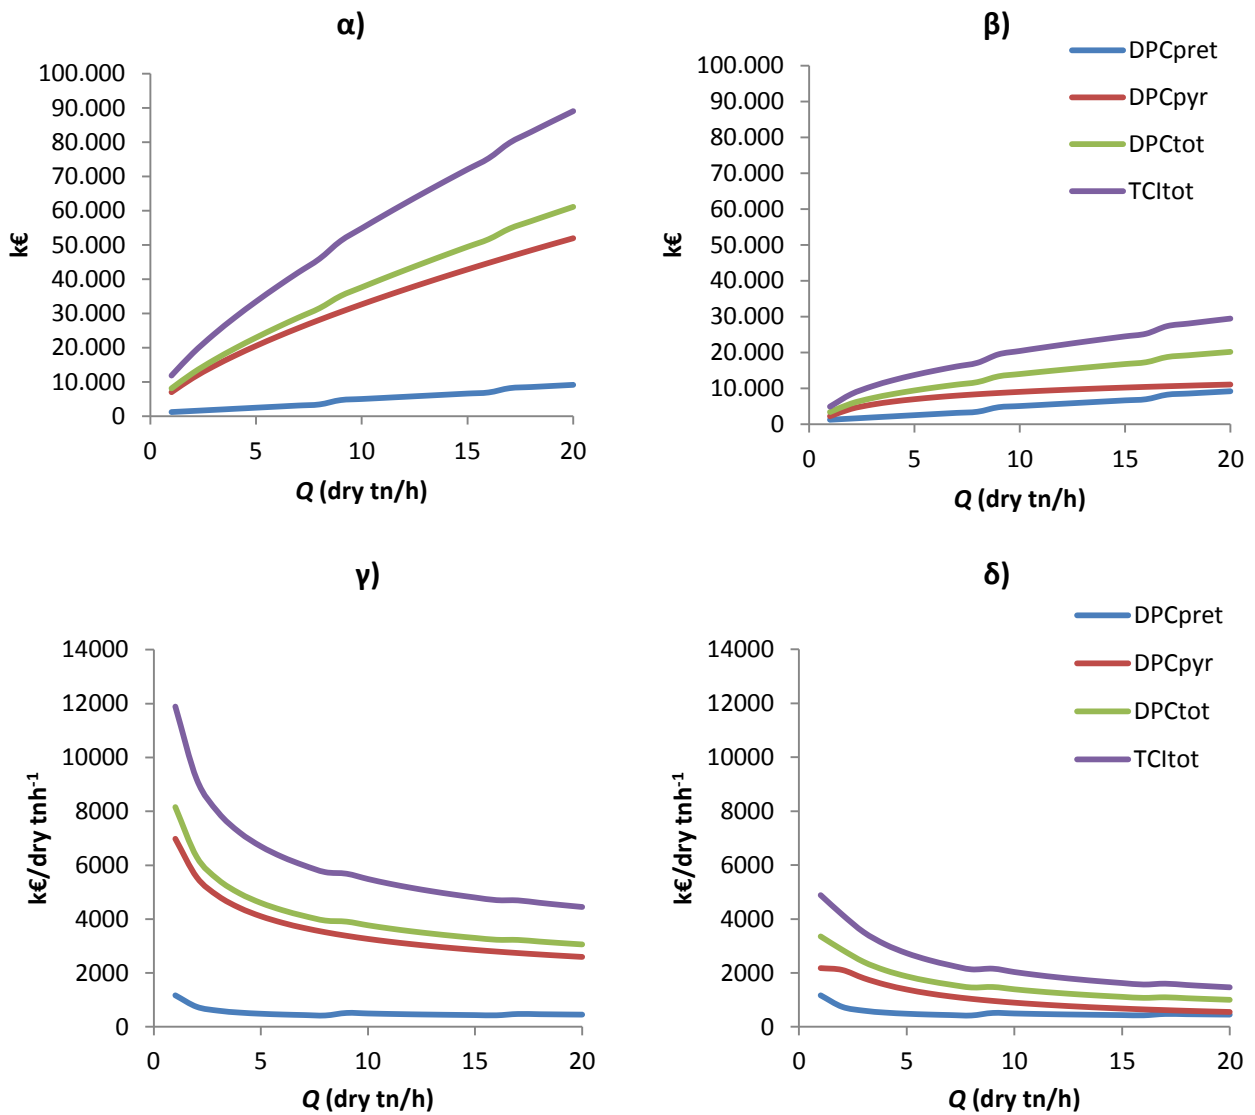 α)
100.000
90.000
80.000
70.000
60.000
50.000
40.000
30.000
20.000
10.000
0
k€
0 5 10 15 20
Q (dry tn/h)
β)
100.000
90.000
80.000
70.000
60.000
50.000
40.000
30.000
20.000
10.000
0
k€
0 5 10 15 20
Q (dry tn/h)
DPCpret
DPCpyr
DPCtot
TCItot
γ)
14000
12000
10000
8000
6000
4000
2000
0
k€/dry tnh⁻¹
0 5 10 15 20
Q (dry tn/h)
δ)
14000
12000
10000
8000
6000
4000
2000
0
k€/dry tnh⁻¹
0 5 10 15 20
Q (dry tn/h)
DPCpret
DPCpyr
DPCtot
TCItot